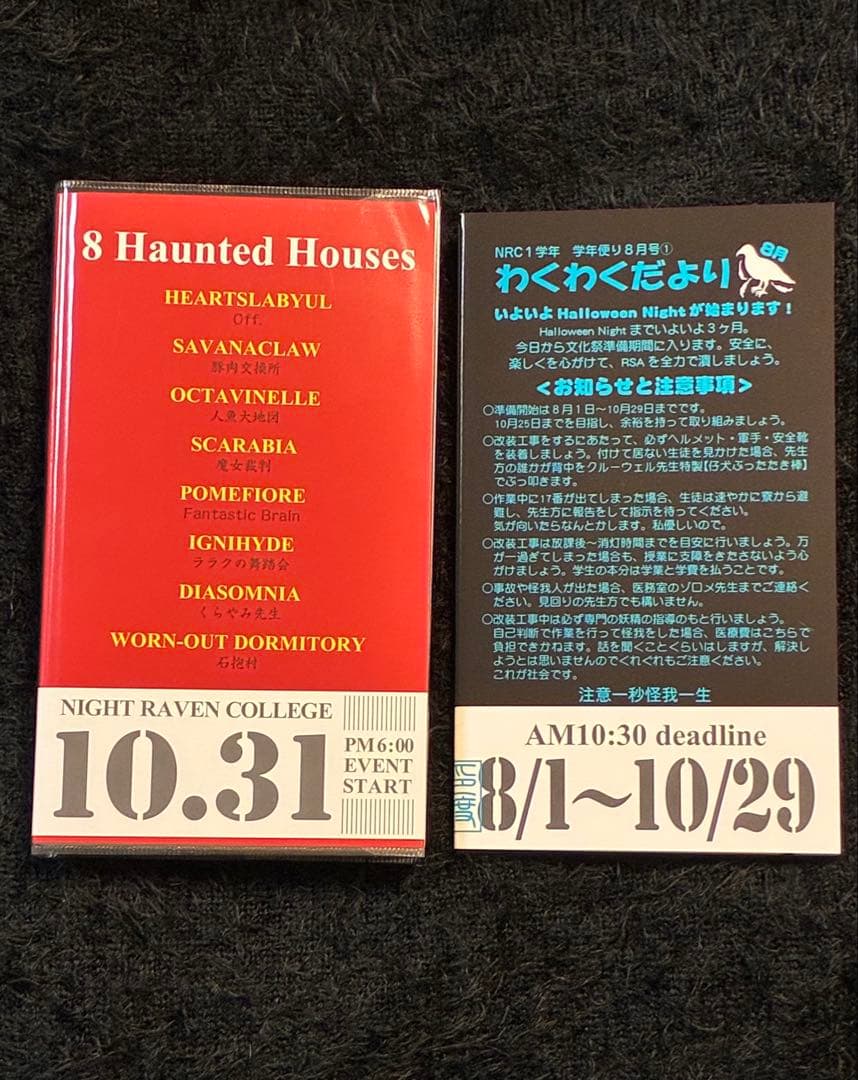 8 Haunted Houses
HEARTSLABYUL
Off.
SAVANACLAW
豚肉交換所
OCTAVINELLE
人魚大地図
SCARABIA
魔女裁判
POMEFIORE
Fantastic Brain
IGNIHYDE
ララクの舞踏会
DIASOMNIA
くらやみ先生
WORN-OUT DORMITORY
石抱村
NIGHT RAVEN COLLEGE
10.31
PM6:00
EVENT
START
NRC1学年 学年便り8月号①
8月
わくわくだより
いよいよHalloween Nightが始まります!
Halloween Nightまでいよいよ3ヶ月。
今日から文化祭準備期間に入ります。安全に、
楽しくを心がけて、RSAを全力で潰しましょう。
<お知らせと注意事項>
○準備開始は8月1日~10月29日までです。
10月25日までを目指し、余裕を持って取り組みましょう。
○改装工事をするにあたって、必ずヘルメット・軍手・安全靴
を装着しましょう。付けて居ない生徒を見かけた場合、先生
方の誰かが背中をクルーウェル先生特製【仔犬ぶったたき棒】
でぶっ叩きます。
○作業中に17番が出てしまった場合、生徒は速やかに寮から避
難し、先生方に報告をして指示を待ってください。
気が向いたらなんとかします。私優しいので。
○改装工事は放課後~消灯時間までを目安に行いましょう。万
が一過ぎてしまった場合も、授業に支障をきたさないよう心
がけましょう。学生の本分は学業と学費を払うことです。
○事故や怪我人が出た場合、医務室のゾロメ先生までご連絡く
ださい。見回りの先生方でも構いません。
○改装工事中は必ず専門の妖精の指導のもと行いましょう。
自己判断で作業を行って怪我をした場合、医療費はこちらで
負担できかねます。話を聞くことくらいはしますが、解決し
ようとは思いませんのでくれぐれもご注意ください。
これが社会です。
注意一秒怪我一生
AM10:30 deadline
8/1~10/29